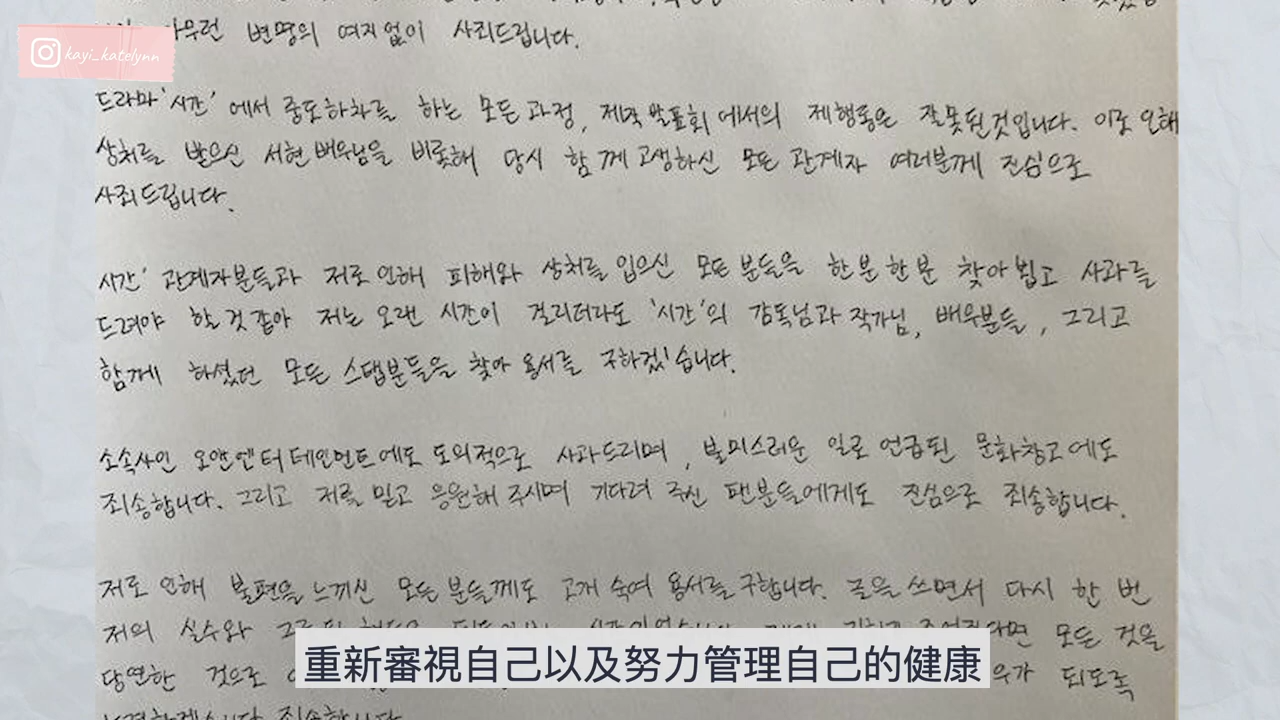 kayi_katelynn
변명의 여지없이 사죄드립니다.
드라마 '시간' 에서 중도하차를 하는 모든 과정, 제작발표회에서의 제행동은 잘못된것입니다. 이로 인해
상처를 받으신 서현 배우님을 비롯해 당시 함께 고생하신 모든 관계자 여러분께 진심으로
사죄드립니다.
시간' 관계자분들과 저로 인해 피해와 상처를 입으신 모든 분들을 한분 한분 찾아 뵙고 사과를
드려야 할 것 같아 저는 오랜 시간이 걸리더라도 '시간'의 감독님과 작가님, 배우분들, 그리고
함께 하셨던 모든 스탭분들을 찾아 용서를 구하겠습니다.
소속사인 오앤엔터테인먼트에도 도의적으로 사과드리며, 불미스러운 일로 언급된 문화창고에도
죄송합니다. 그리고 저를 믿고 응원해 주시며 기다려 주신 팬분들에게도 진심으로 죄송합니다.
저로 인해 불편을 느끼신 모든 분들께도 고개 숙여 용서를 구합니다. 글을 쓰면서 다시 한 번
저의 실수와 모든 것을
당연한 것으로 되도록
重新審視自己以及努力管理自己的健康